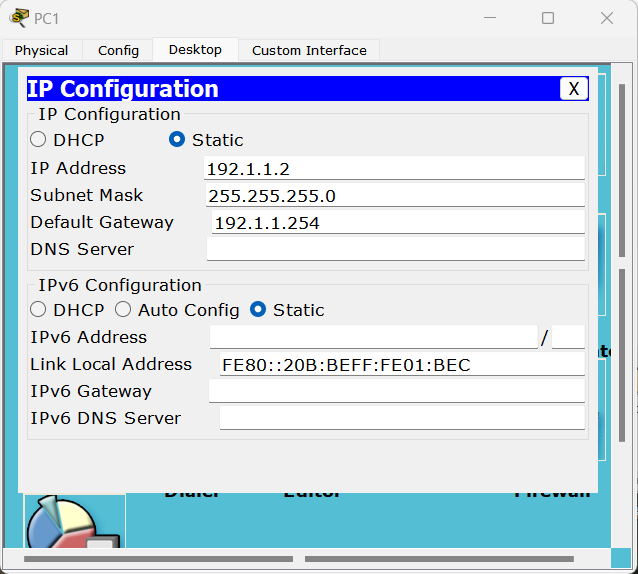 PC1
Physical Config Desktop Custom Interface
IP Configuration X
IP Configuration
DHCP Static
IP Address 192.1.1.2
Subnet Mask 255.255.255.0
Default Gateway 192.1.1.254
DNS Server
IPv6 Configuration
DHCP Auto Config Static
IPv6 Address /
Link Local Address FE80::20B:BEFF:FE01:BEC
IPv6 Gateway
IPv6 DNS Server
Dialer Editor Firewall